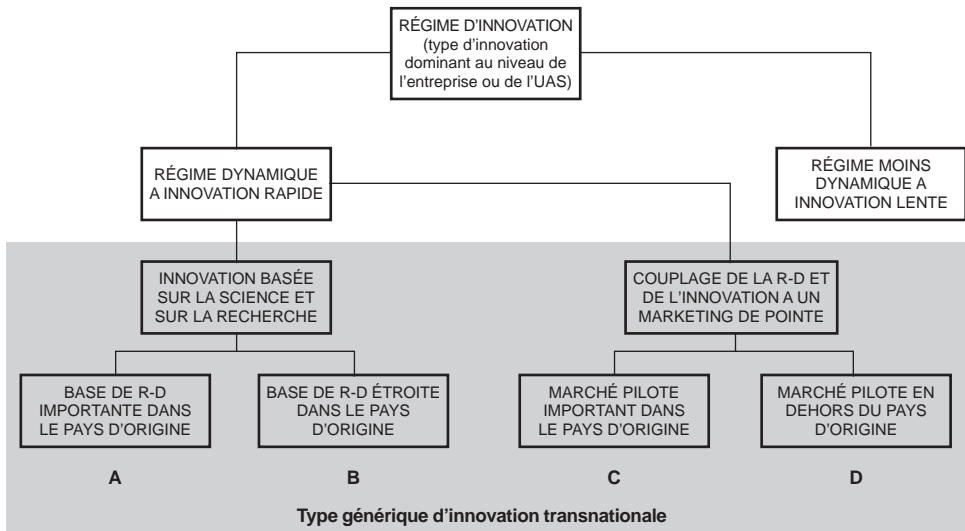 RÉGIME D'INNOVATION
(type d'innovation
dominant au niveau de
l'entreprise ou de l'UAS)
RÉGIME DYNAMIQUE
A INNOVATION RAPIDE
RÉGIME MOINS
DYNAMIQUE A
INNOVATION LENTE
INNOVATION BASÉE
SUR LA SCIENCE ET
SUR LA RECHERCHE
COUPLAGE DE LA R-D ET
DE L'INNOVATION A UN
MARKETING DE POINTE
BASE DE R-D
IMPORTANTE DANS
LE PAYS D'ORIGINE
BASE DE R-D ÉTROITE
DANS LE PAYS
D'ORIGINE
MARCHÉ PILOTE
IMPORTANT DANS
LE PAYS D'ORIGINE
MARCHÉ PILOTE EN
DEHORS DU PAYS
D'ORIGINE
A
B
C
D
Type générique d'innovation transnationale